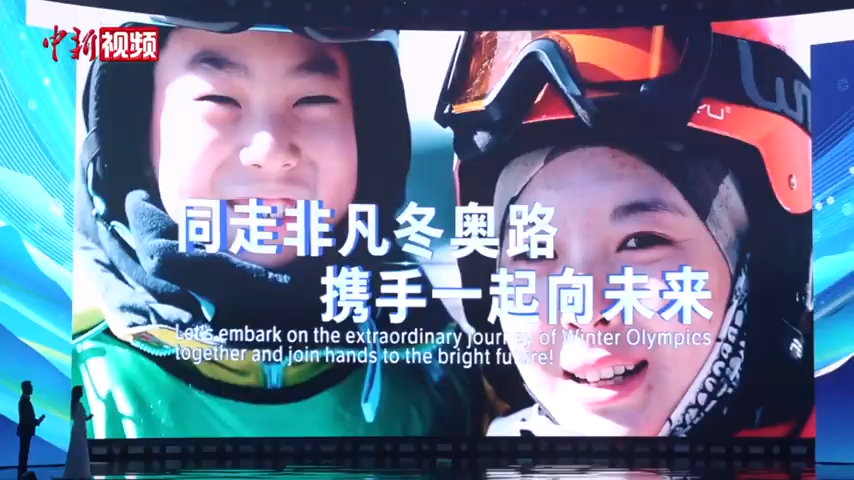 中新视频
同走非凡冬奥路
携手一起向未来
Let's embark on the extraordinary journey of Winter Olympics
together and join hands to the bright future!